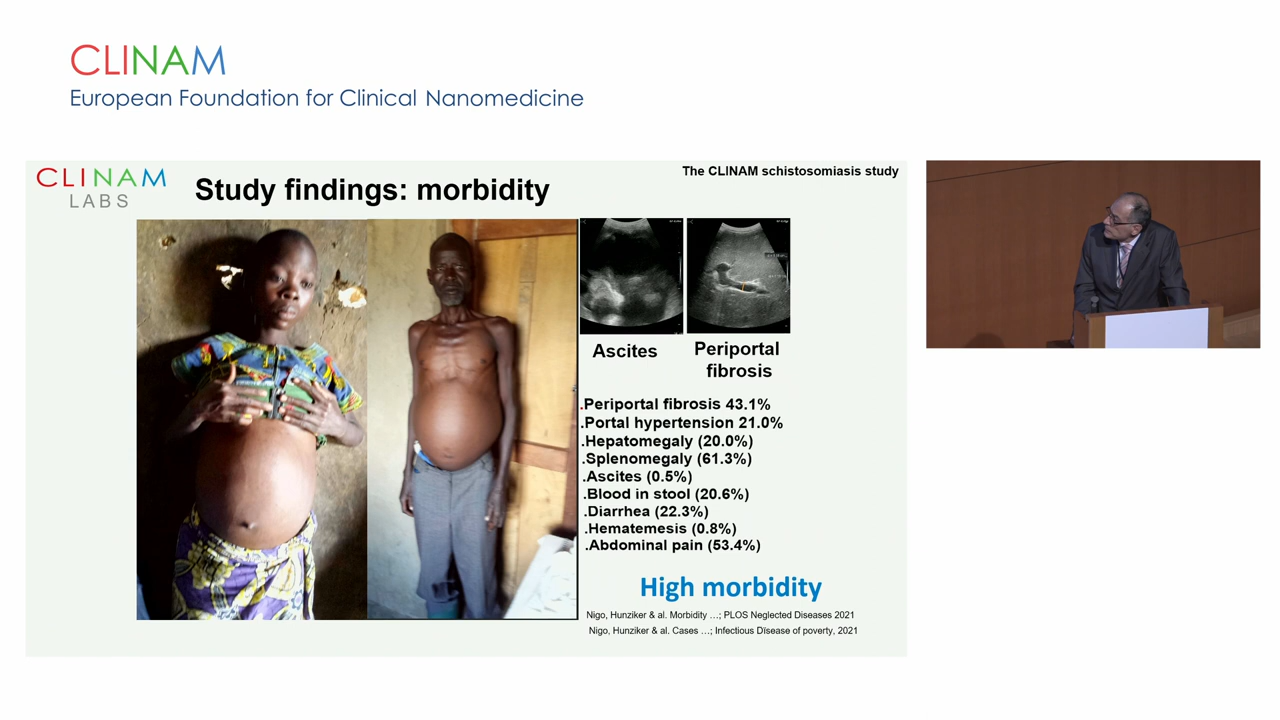 CLINAM
European Foundation for Clinical Nanomedicine
CLINAM
LABS
Study findings: morbidity
The CLINAM schistosomiasis study
Ascites
Periportal
fibrosis
.Periportal fibrosis 43.1%
.Portal hypertension 21.0%
.Hepatomegaly (20.0%)
.Splenomegaly (61.3%)
.Ascites (0.5%)
.Blood in stool (20.6%)
.Diarrhea (22.3%)
.Hematemesis (0.8%)
.Abdominal pain (53.4%)
High morbidity
Nigo, Hunziker & al. Morbidity …; PLOS Neglected Diseases 2021
Nigo, Hunziker & al. Cases …; Infectious Dïsease of poverty, 2021